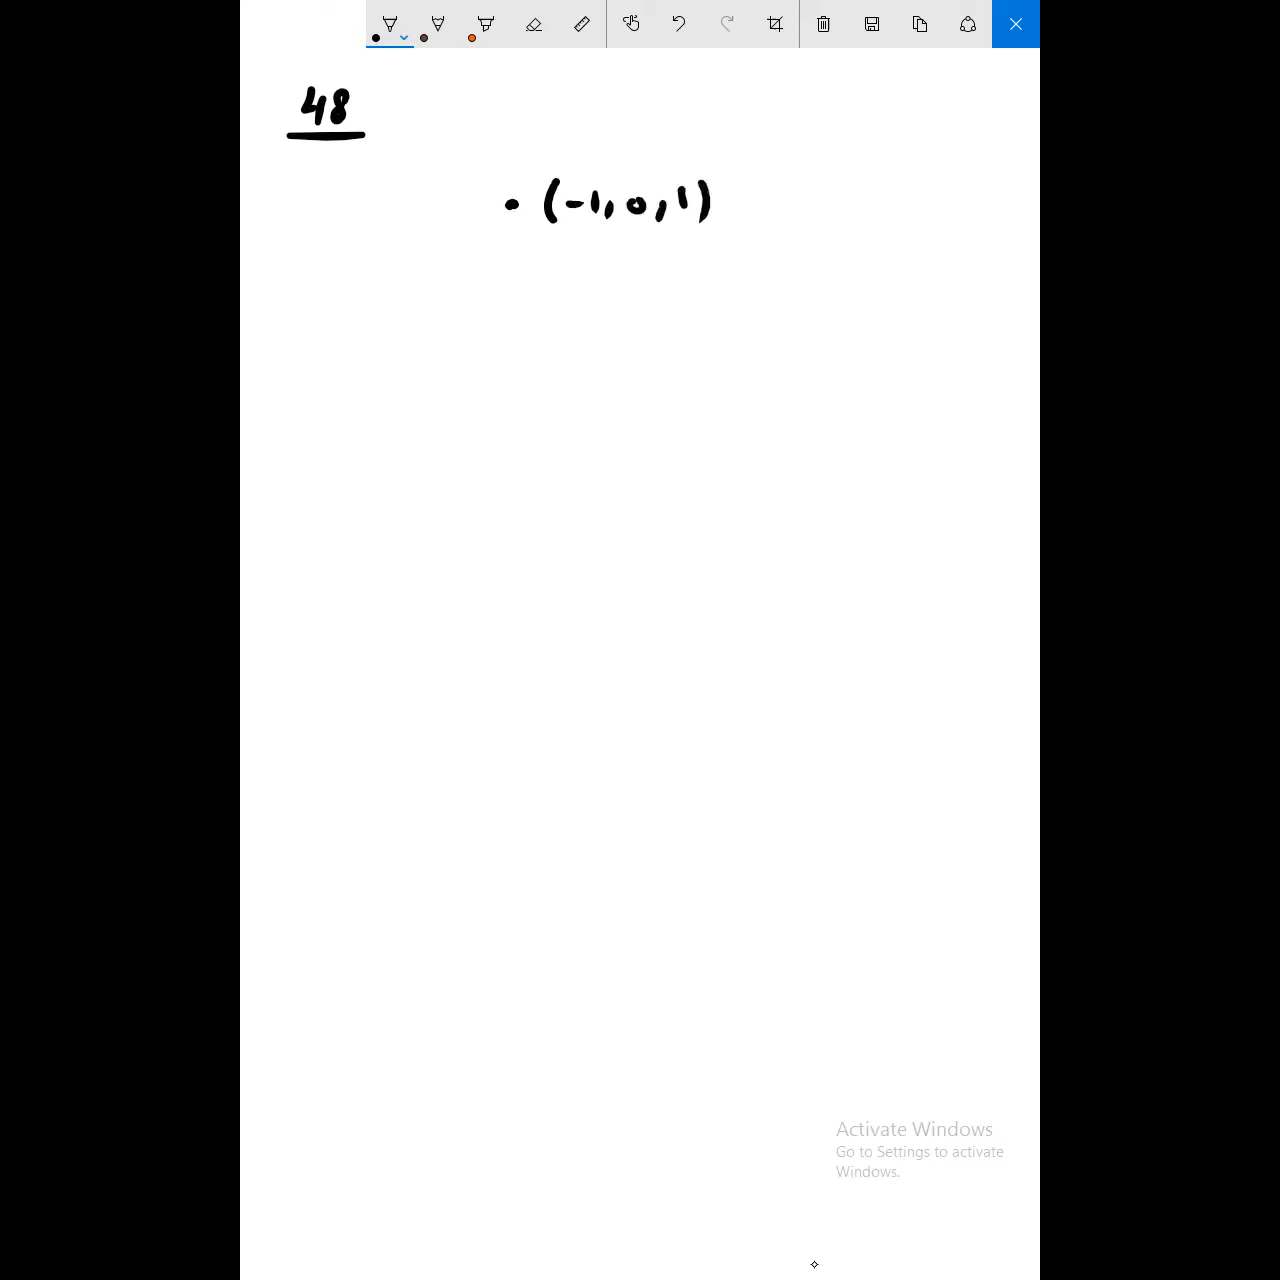 48
• (-1, 0, 1)
Activate Windows
Go to Settings to activate
Windows.